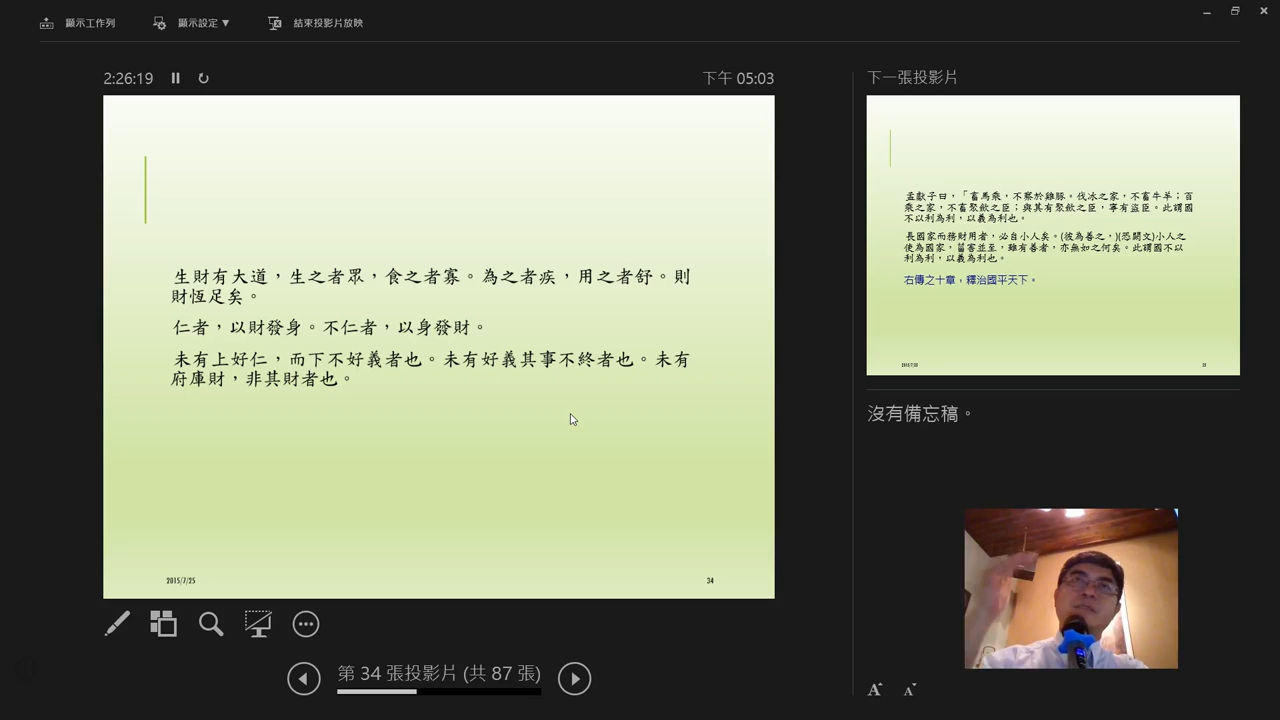 顯示工作列
顯示設定 ▼
結束投影片放映
2:26:19
下午 05:03
生財有大道，生之者眾，食之者寡。為之者疾，用之者舒。則
財恆足矣。
仁者，以財發身。不仁者，以身發財。
未有上好仁，而下不好義者也。未有好義其事不終者也。未有
府庫財，非其財者也。
2015/7/25
34
第 34 張投影片 (共 87 張)
下一張投影片
孟獻子曰，「畜馬乘，不察於雞豚。伐冰之家，不畜牛羊；百
乘之家，不畜聚斂之臣；與其有聚斂之臣，寧有盜臣。此謂國
不以利為利，以義為利也。
長國家而務財用者，必自小人矣。(彼為善之，)(恐闕文)小人之
使為國家，菑害並至，雖有善者，亦無如之何矣。此謂國不以
利為利，以義為利也。
右傳之十章，釋治國平天下。
沒有備忘稿。
A A